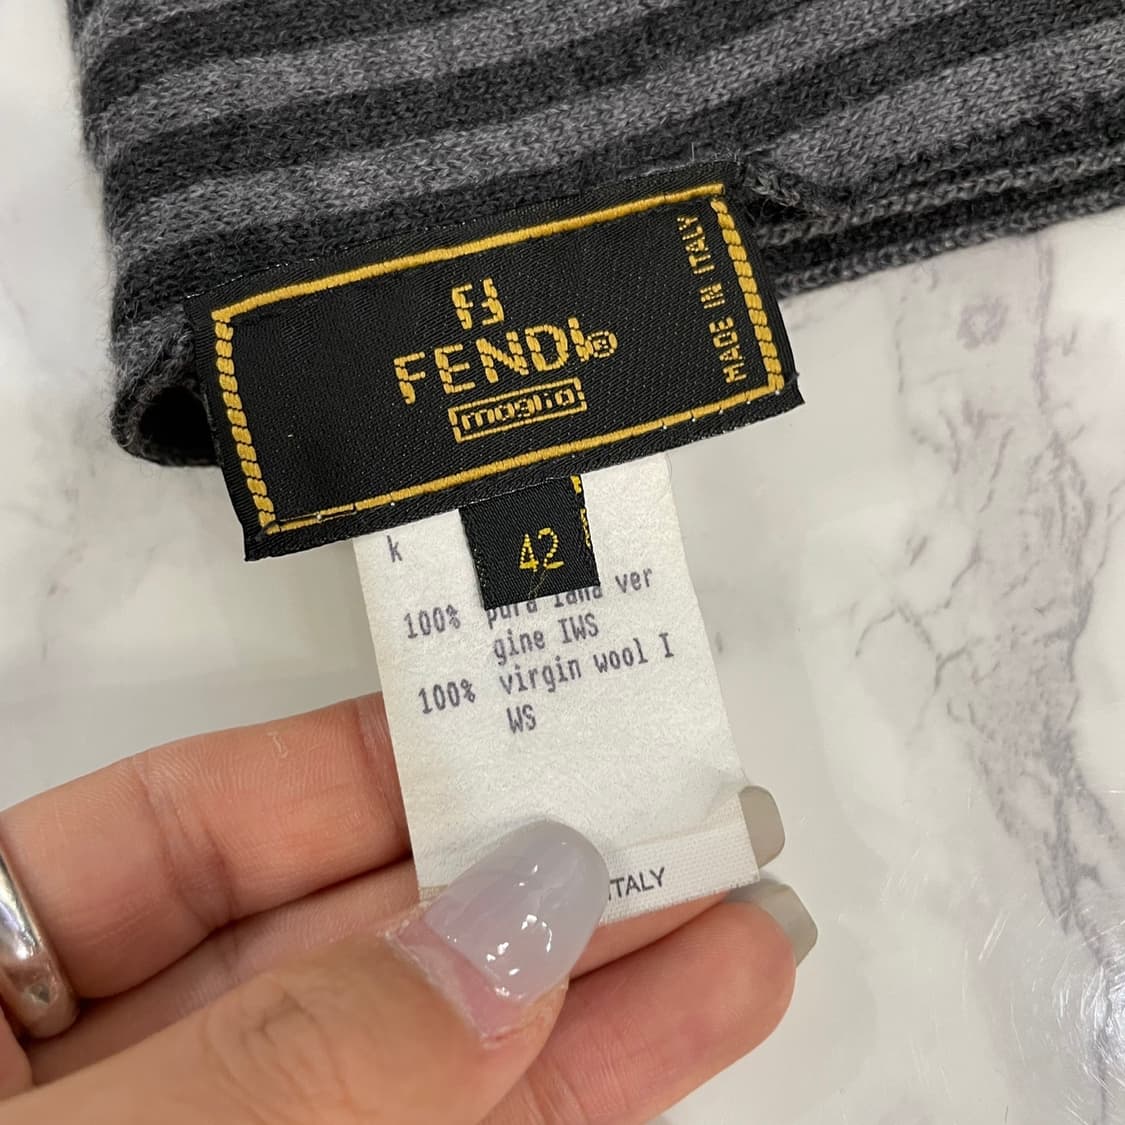 FF
FENDI®
maglia
MADE IN ITALY
42
k
100% pura lana ver
gine IWS
100% virgin wool I
WS
ITALY